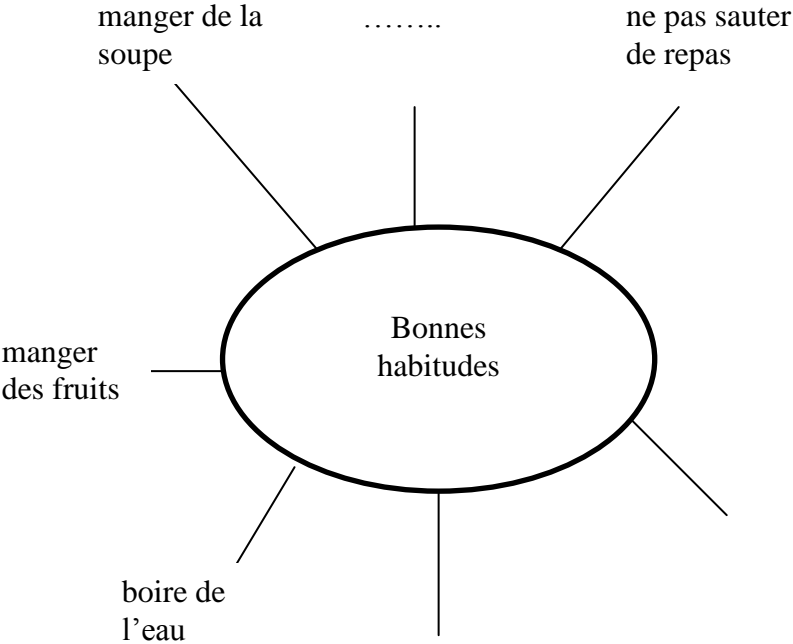 manger de la
soupe
……..
ne pas sauter
de repas
Bonnes
habitudes
manger
des fruits
boire de
l’eau